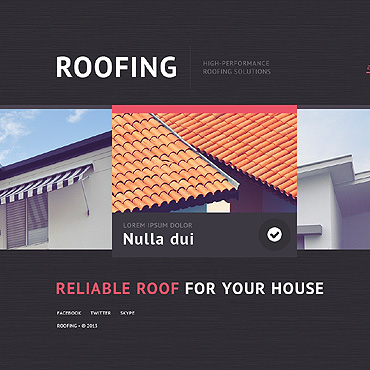 ROOFING
HIGH-PERFORMANCE
ROOFING SOLUTIONS
LOREM IPSUM DOLOR
Nulla dui
RELIABLE ROOF FOR YOUR HOUSE
FACEBOOK TWITTER SKYPE
ROOFING • © 2013